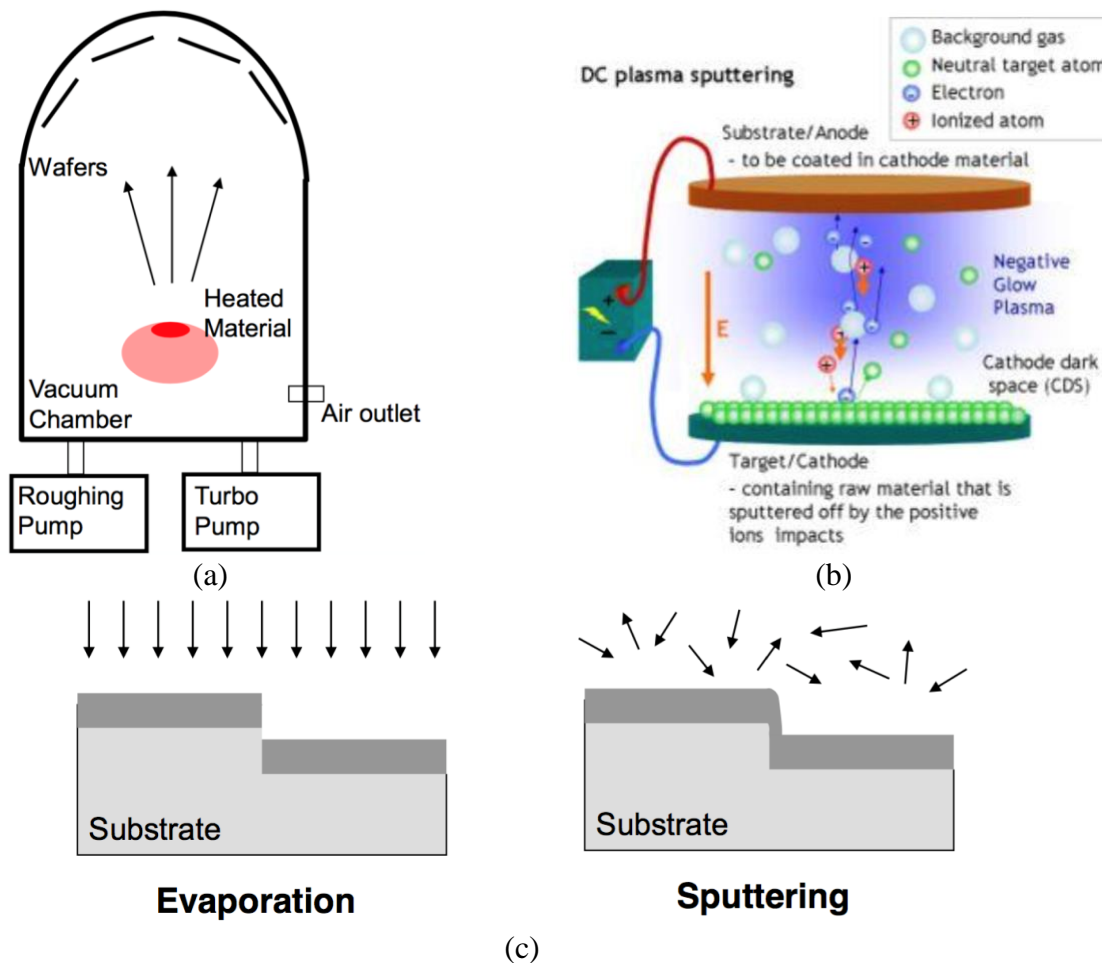 Wafers
Heated
Material
Vacuum
Chamber
Air outlet
Roughing
Pump
Turbo
Pump
(a)
DC plasma sputtering
Background gas
Neutral target atom
Electron
Ionized atom
Substrate/Anode
- to be coated in cathode material
+
−
E
Negative
Glow
Plasma
Cathode dark
space (CDS)
Target/Cathode
- containing raw material that is
sputtered off by the positive
ions impacts
(b)
Substrate
Evaporation
Substrate
Sputtering
(c)